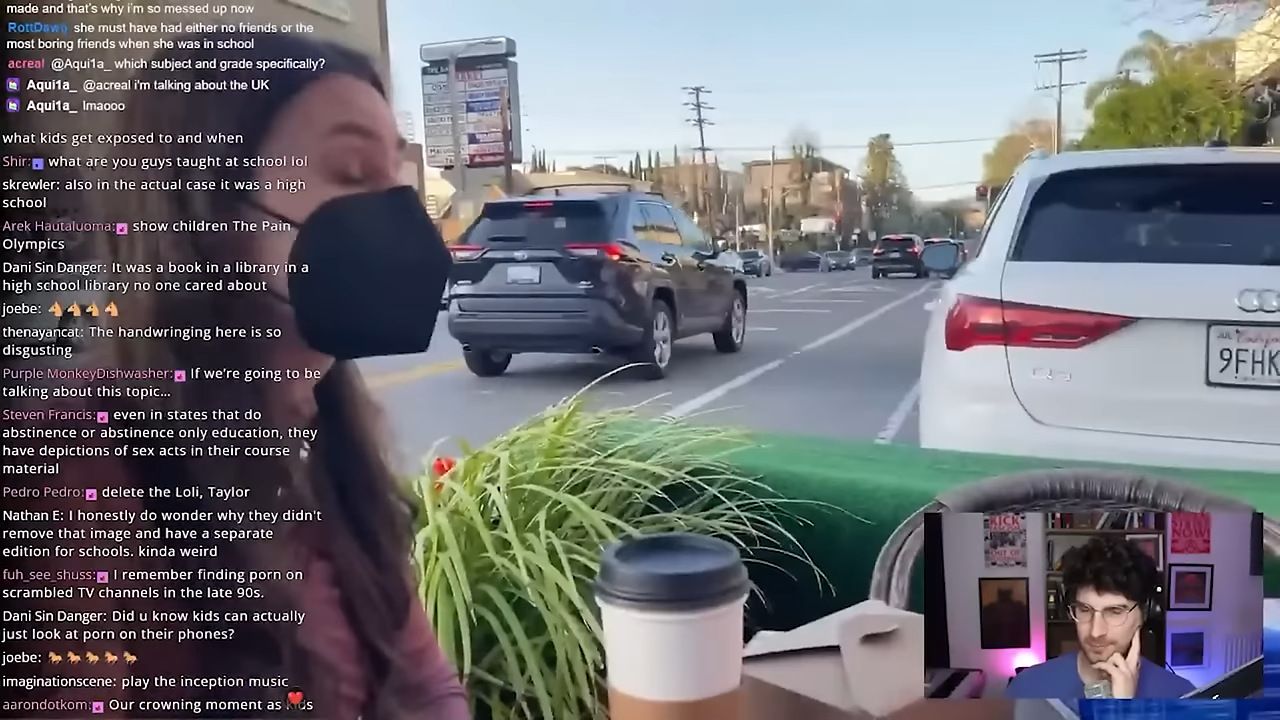 made and that's why i'm so messed up now
RottDawg she must have had either no friends or the
most boring friends when she was in school
acreal @Aqui1a_ which subject and grade specifically?
Aqui1a_ @acreal i'm talking about the UK
Aqui1a_ lmaooo
what kids get exposed to and when
Shir: what are you guys taught at school lol
skrewler: also in the actual case it was a high
school
Arek Hautaluoma: show children The Pain
Olympics
Dani Sin Danger: It was a book in a library in a
high school library no one cared about
joebe: 🐴🐴🐴🐴
thenayancat: The handwringing here is so
disgusting
Purple MonkeyDishwasher: If we're going to be
talking about this topic...
Steven Francis: even in states that do
abstinence or abstinence only education, they
have depictions of sex acts in their course
material
Pedro Pedro: delete the Loli, Taylor
Nathan E: I honestly do wonder why they didn't
remove that image and have a separate
edition for schools. kinda weird
fuh_see_shuss: I remember finding porn on
scrambled TV channels in the late 90s.
Dani Sin Danger: Did u know kids can actually
just look at porn on their phones?
joebe: 🐎🐎🐎🐎🐎
imaginationscene: play the inception music
aarondotkom: Our crowning moment as kids
MARKET
9FHK
KICK
OUT OF
NOW!